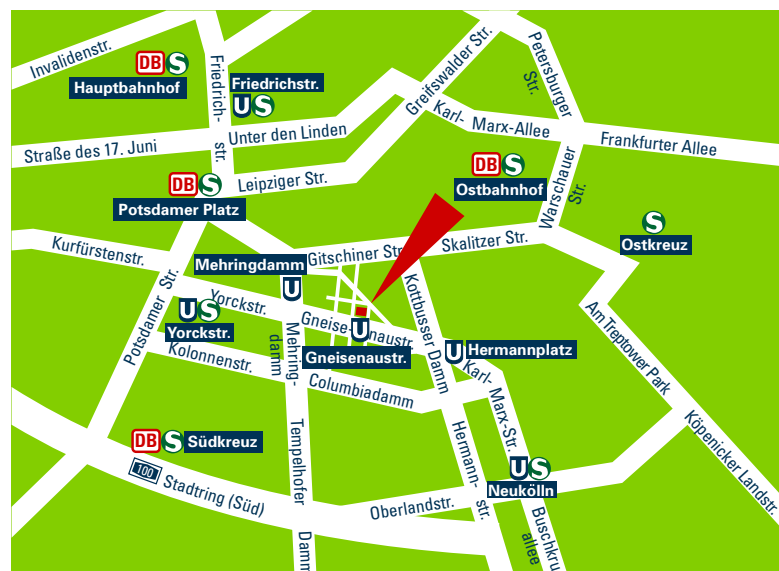 Invalidenstr.
DB S
Hauptbahnhof
Friedrich-
str.
Friedrichstr.
U S
Greifswalder Str.
Petersburger
Str.
Straße des 17. Juni
Unter den Linden
Karl-
Marx-Allee
Frankfurter Allee
DB S
Potsdamer Platz
Leipziger Str.
DB S
Ostbahnhof
Warschauer
Str.
S
Ostkreuz
Kurfürstenstr.
Mehringdamm
U
Gitschiner Str.
Skalitzer Str.
Potsdamer Str.
U S
Yorckstr.
Yorckstr.
Gneise
naustr.
U
Gneisenaustr.
Kottbusser Damm
Am Treptower Park
Kolonnenstr.
Mehring-
damm
Columbiadamm
U
Hermannplatz
Karl-
Marx-Str.
DB S
Südkreuz
100
Stadtring (Süd)
Tempelhofer
Damm
Oberlandstr.
Hermann-
str.
U S
Neukölln
Buschkru
allee
Köpenicker Landstr.